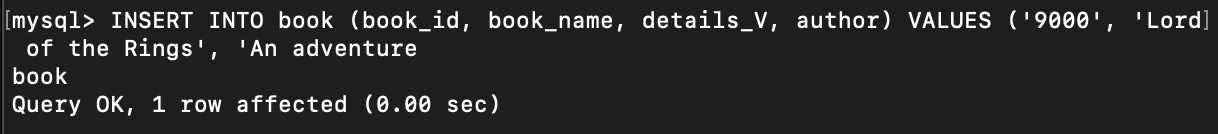 [mysql> INSERT INTO book (book_id, book_name, details_V, author) VALUES ('9000', 'Lord]
 of the Rings', 'An adventure
book
Query OK, 1 row affected (0.00 sec)